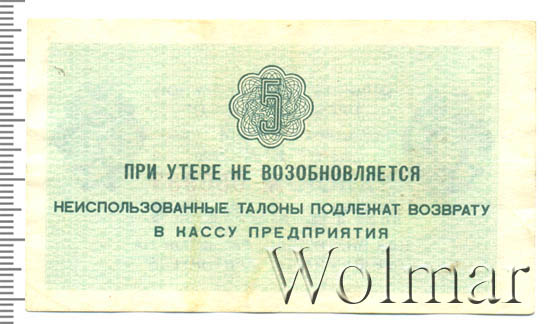 5
ПРИ УТЕРЕ НЕ ВОЗОБНОВЛЯЕТСЯ
НЕИСПОЛЬЗОВАННЫЕ ТАЛОНЫ ПОДЛЕЖАТ ВОЗВРАТУ
В КАССУ ПРЕДПРИЯТИЯ
Wolmar